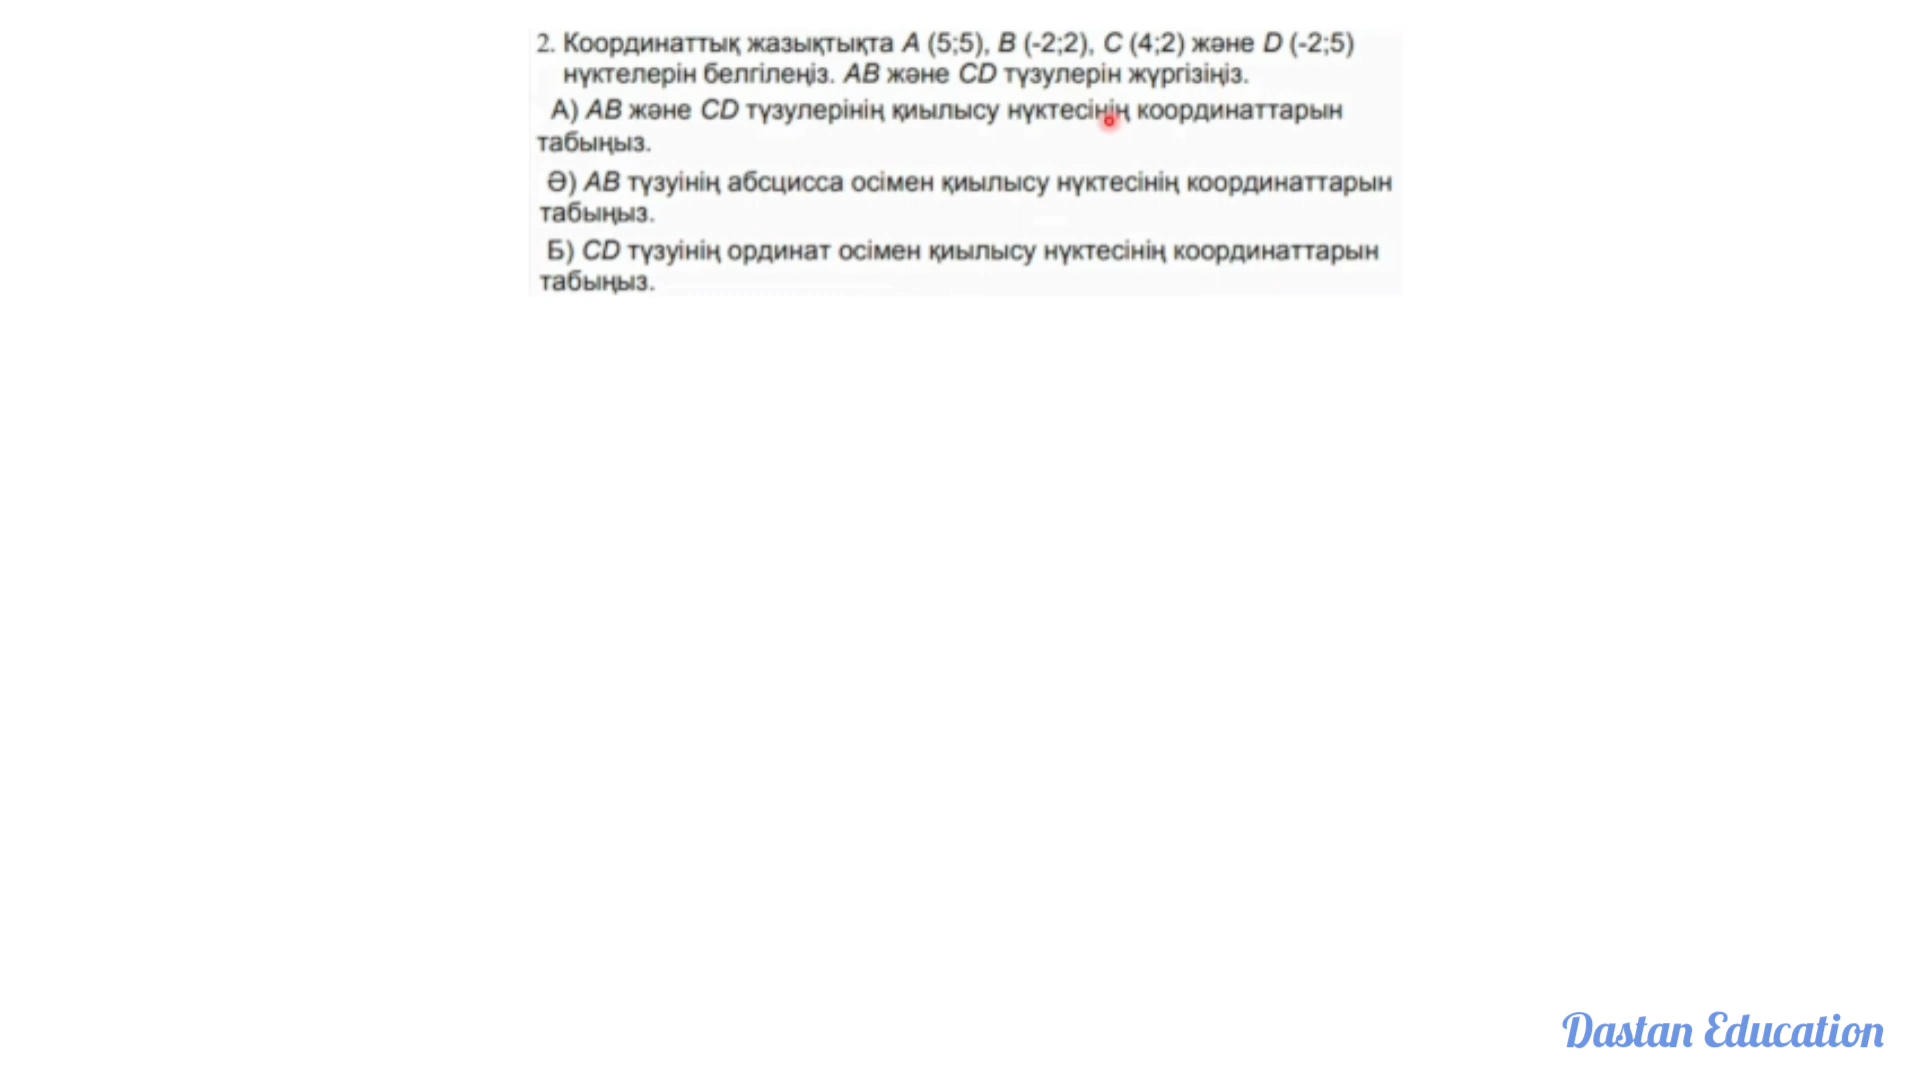 2. Координаттық жазықтықта A (5;5), B (-2;2), C (4;2) және D (-2;5)
нүктелерін белгілеңіз. AB және CD түзулерін жүргізіңіз.
А) AB және CD түзулерінің қиылысу нүктесінің координаттарын
табыңыз.
Ә) AB түзуінің абсцисса осімен қиылысу нүктесінің координаттарын
табыңыз.
Б) CD түзуінің ординат осімен қиылысу нүктесінің координаттарын
табыңыз.
Dastan Education